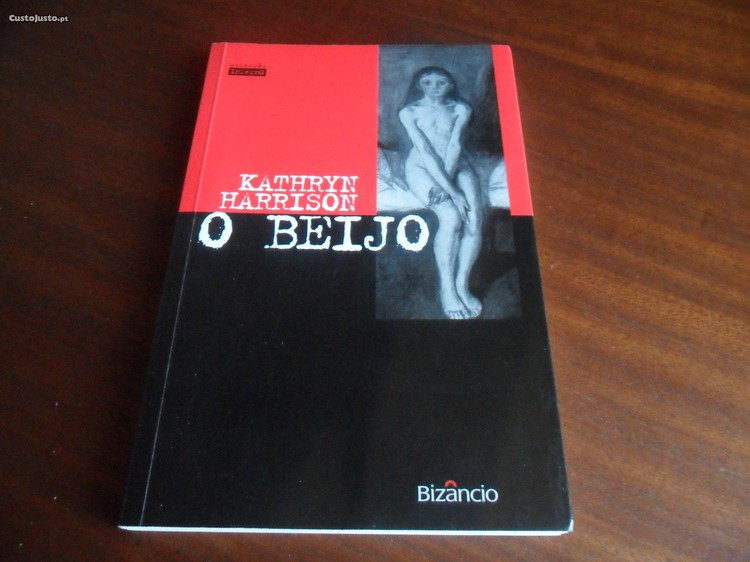 CustoJusto.pt
KATHRYN
HARRISON
O BEIJO
Bizâncio